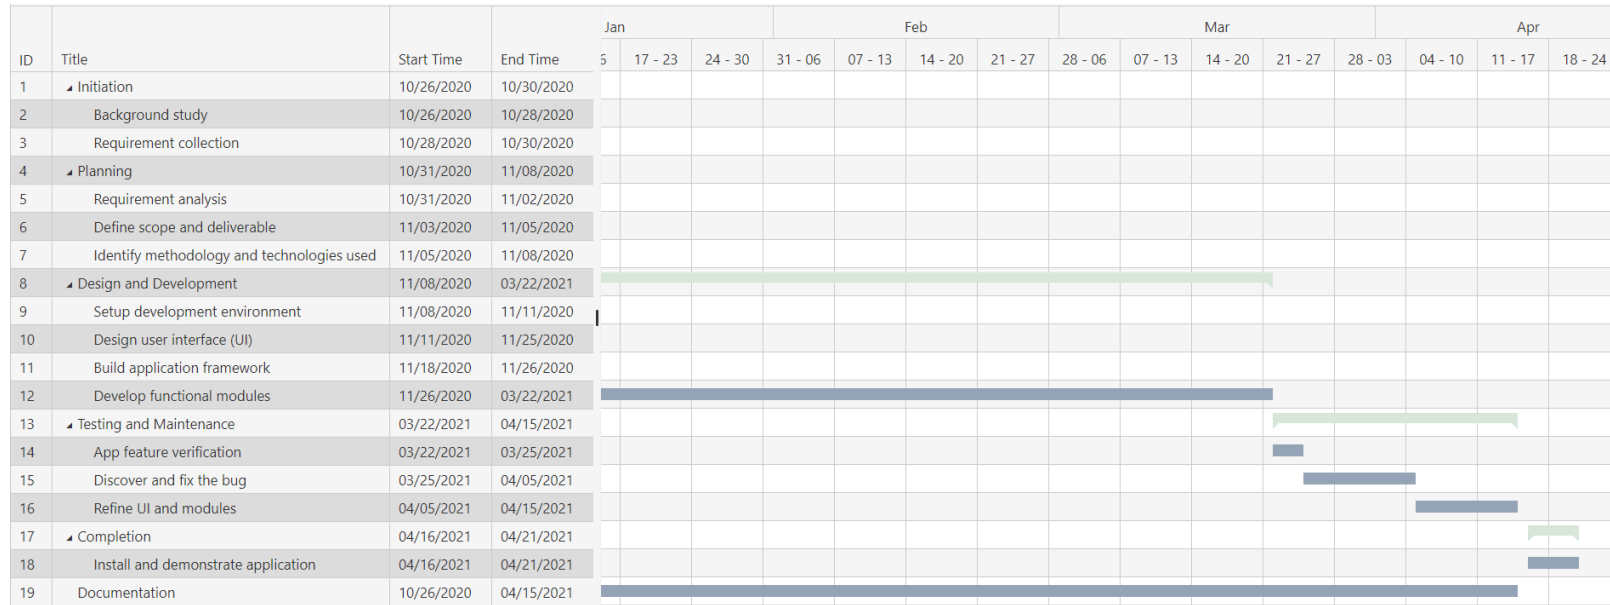 Jan Feb Mar Apr
ID Title Start Time End Time 6 17 - 23 24 - 30 31 - 06 07 - 13 14 - 20 21 - 27 28 - 06 07 - 13 14 - 20 21 - 27 28 - 03 04 - 10 11 - 17 18 - 24
1 Initiation 10/26/2020 10/30/2020
2 Background study 10/26/2020 10/28/2020
3 Requirement collection 10/28/2020 10/30/2020
4 Planning 10/31/2020 11/08/2020
5 Requirement analysis 10/31/2020 11/02/2020
6 Define scope and deliverable 11/03/2020 11/05/2020
7 Identify methodology and technologies used 11/05/2020 11/08/2020
8 Design and Development 11/08/2020 03/22/2021
9 Setup development environment 11/08/2020 11/11/2020
10 Design user interface (UI) 11/11/2020 11/25/2020
11 Build application framework 11/18/2020 11/26/2020
12 Develop functional modules 11/26/2020 03/22/2021
13 Testing and Maintenance 03/22/2021 04/15/2021
14 App feature verification 03/22/2021 03/25/2021
15 Discover and fix the bug 03/25/2021 04/05/2021
16 Refine UI and modules 04/05/2021 04/15/2021
17 Completion 04/16/2021 04/21/2021
18 Install and demonstrate application 04/16/2021 04/21/2021
19 Documentation 10/26/2020 04/15/2021